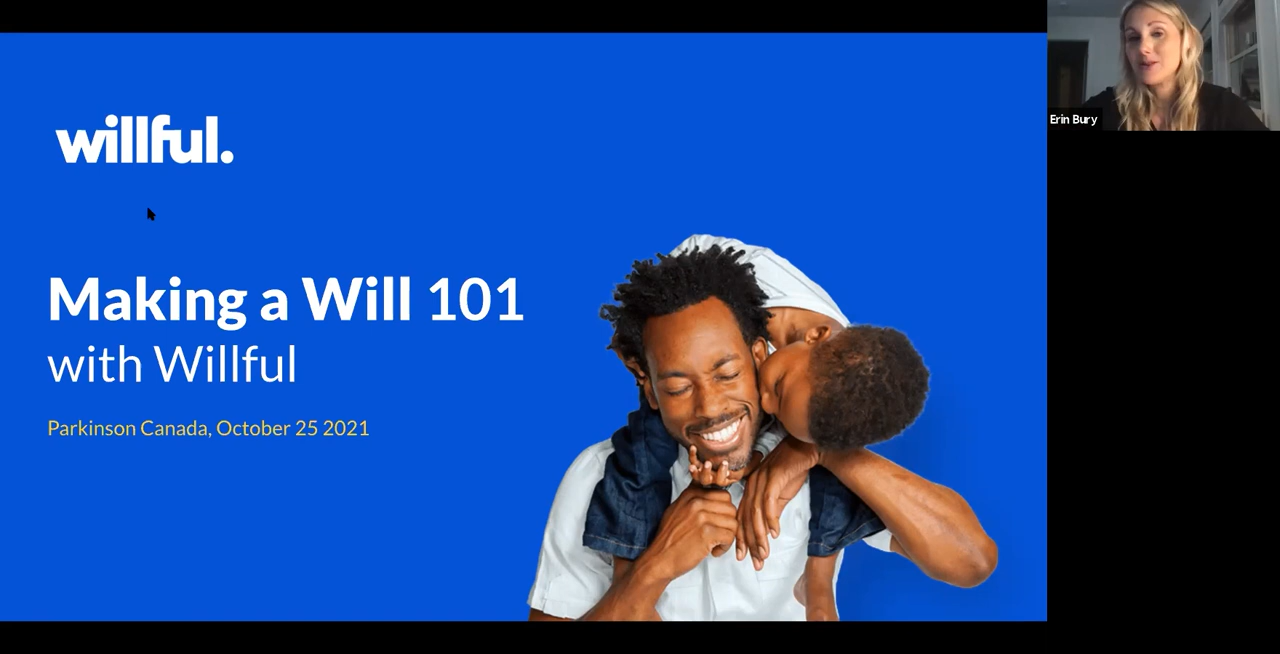 willful.
Making a Will 101
with Willful
Parkinson Canada, October 25 2021
Erin Bury